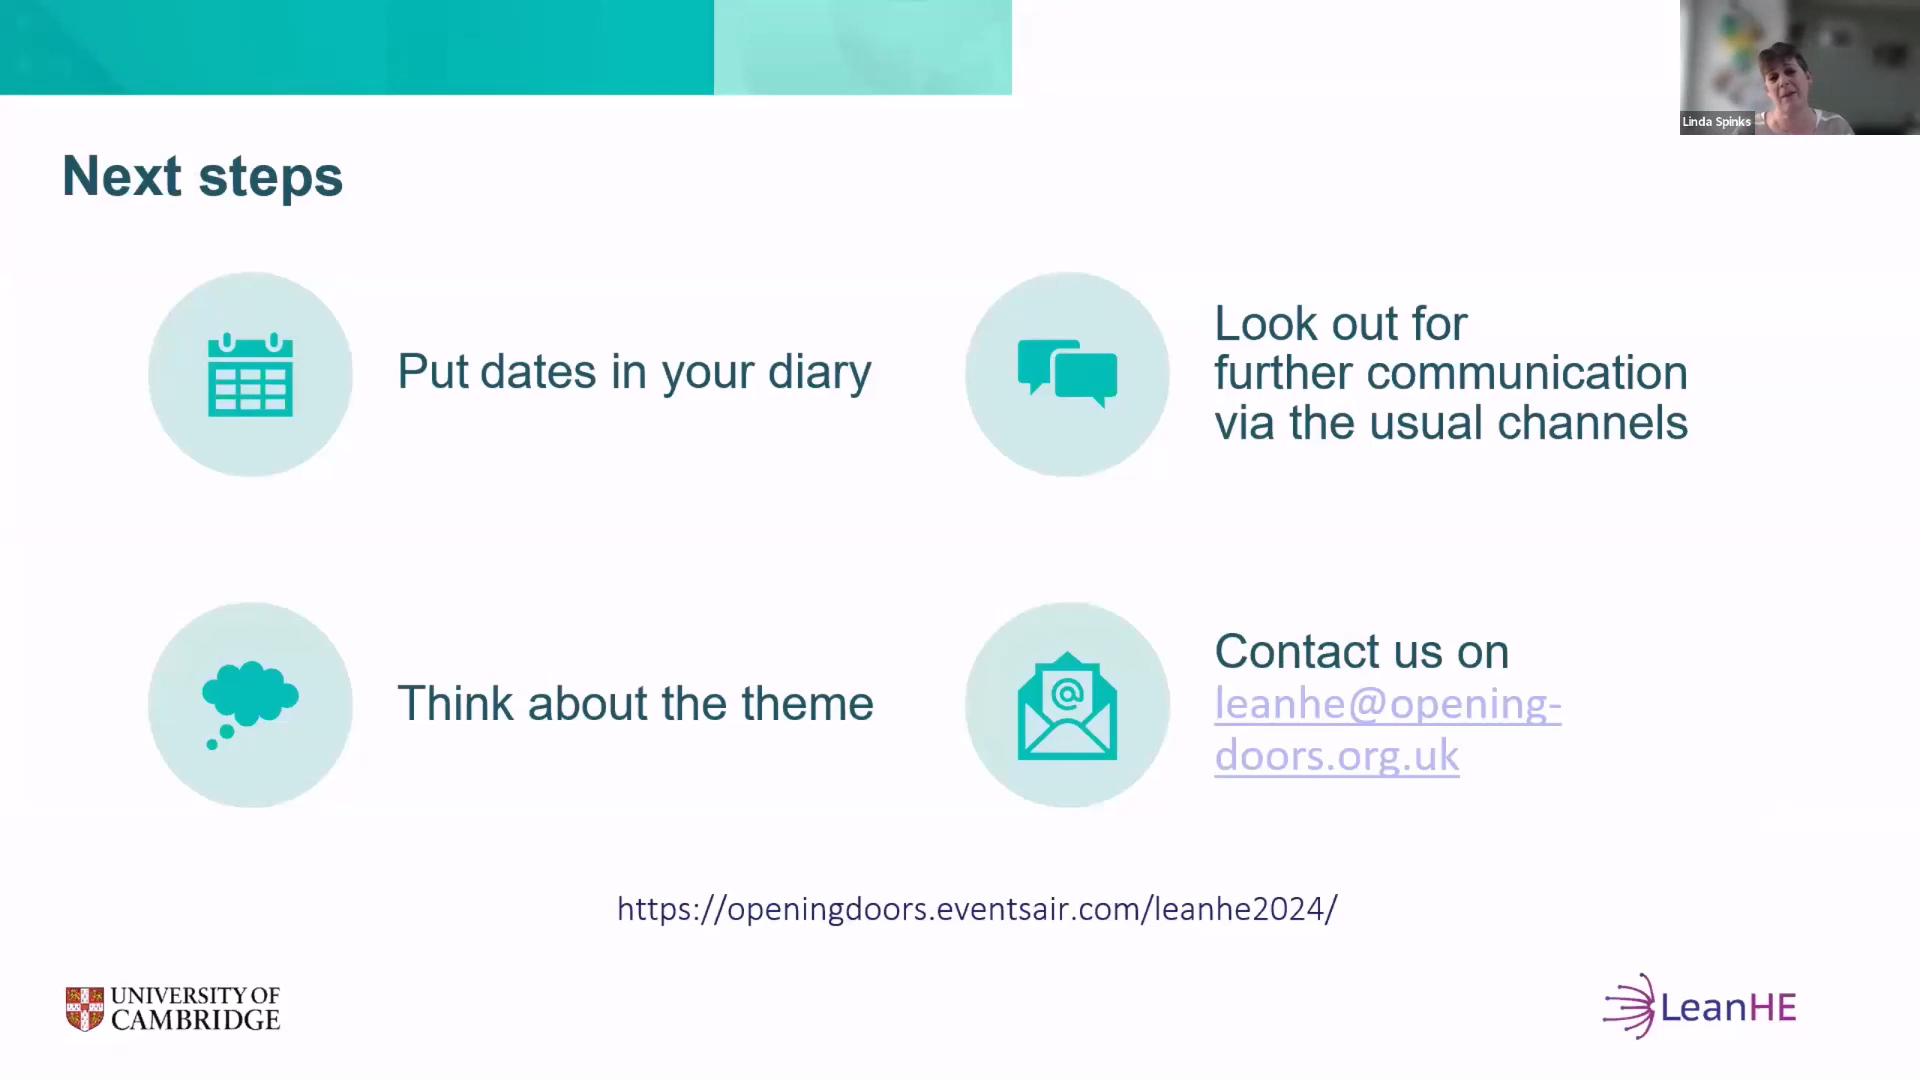 Linda Spinks
Next steps
Put dates in your diary
Look out for
further communication
via the usual channels
Think about the theme
Contact us on
leanhe@opening-
doors.org.uk
@
https://openingdoors.eventsair.com/leanhe2024/
UNIVERSITY OF
CAMBRIDGE
LeanHE